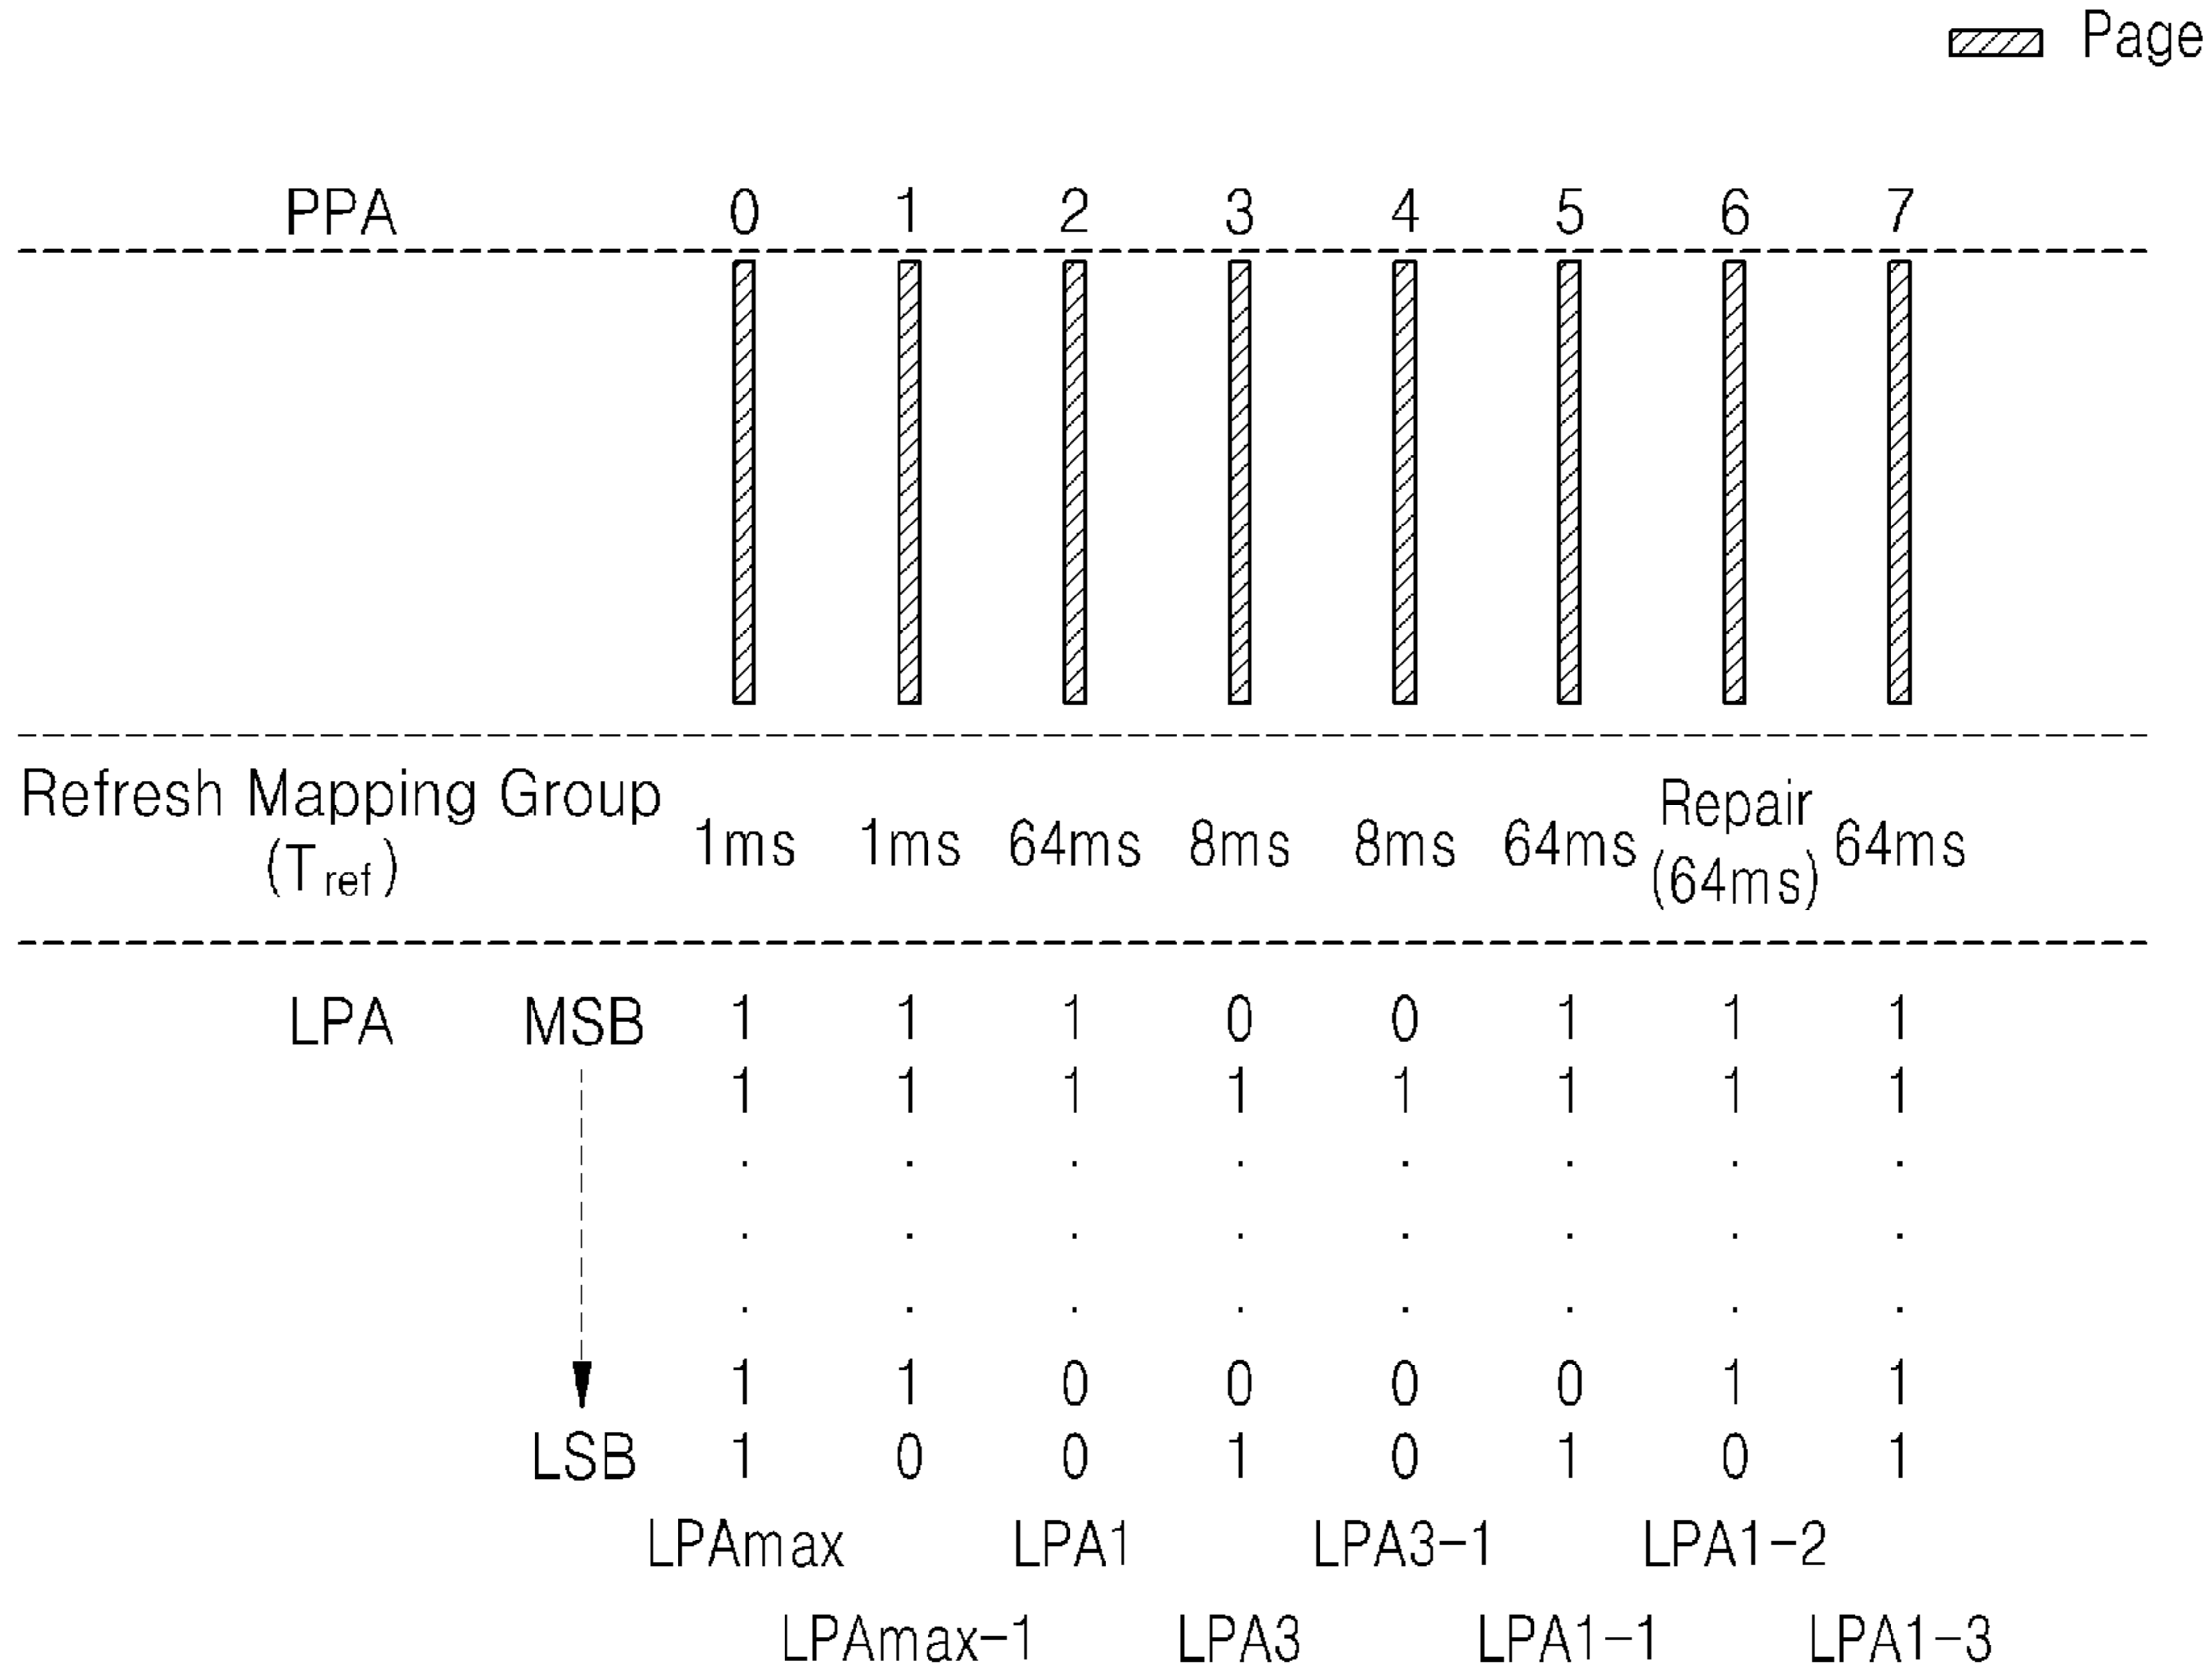 Page
PPA 0 1 2 3 4 5 6 7
Refresh Mapping Group
(Tref)
1ms 1ms 64ms 8ms 8ms 64ms Repair (64ms) 64ms
LPA MSB 1 1 1 0 0 1 1 1
1 1 1 1 1 1 1 1
. . . . . . . .
. . . . . . . .
. . . . . . . .
1 1 0 0 0 0 1 1
LSB 1 0 0 1 0 1 0 1
LPAmax LPA1 LPA3-1 LPA1-2
LPAmax-1 LPA3 LPA1-1 LPA1-3